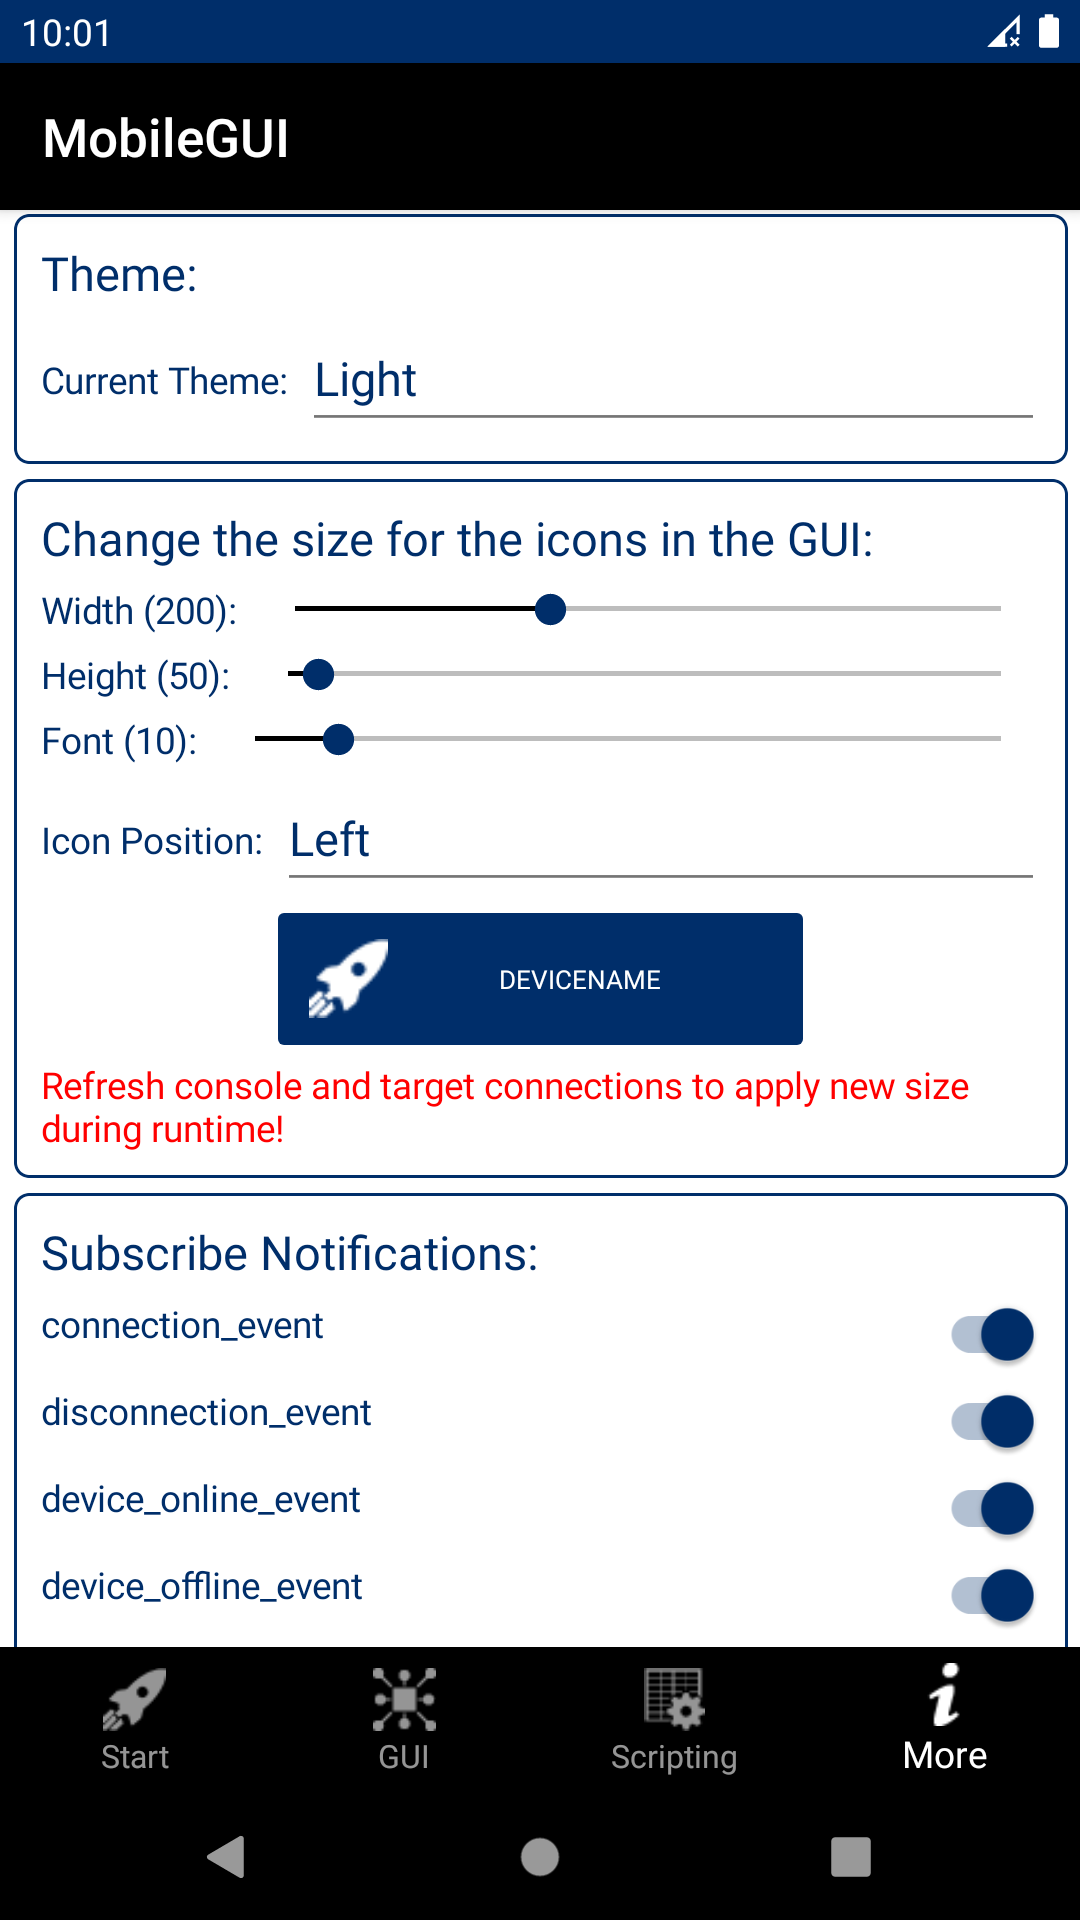 10:01
MobileGUI
Theme:
Current Theme: Light
Change the size for the icons in the GUI:
Width (200):
Height (50):
Font (10):
Icon Position: Left
DEVICENAME
Refresh console and target connections to apply new size
during runtime!
Subscribe Notifications:
connection_event
disconnection_event
device_online_event
device_offline_event
Start GUI Scripting More